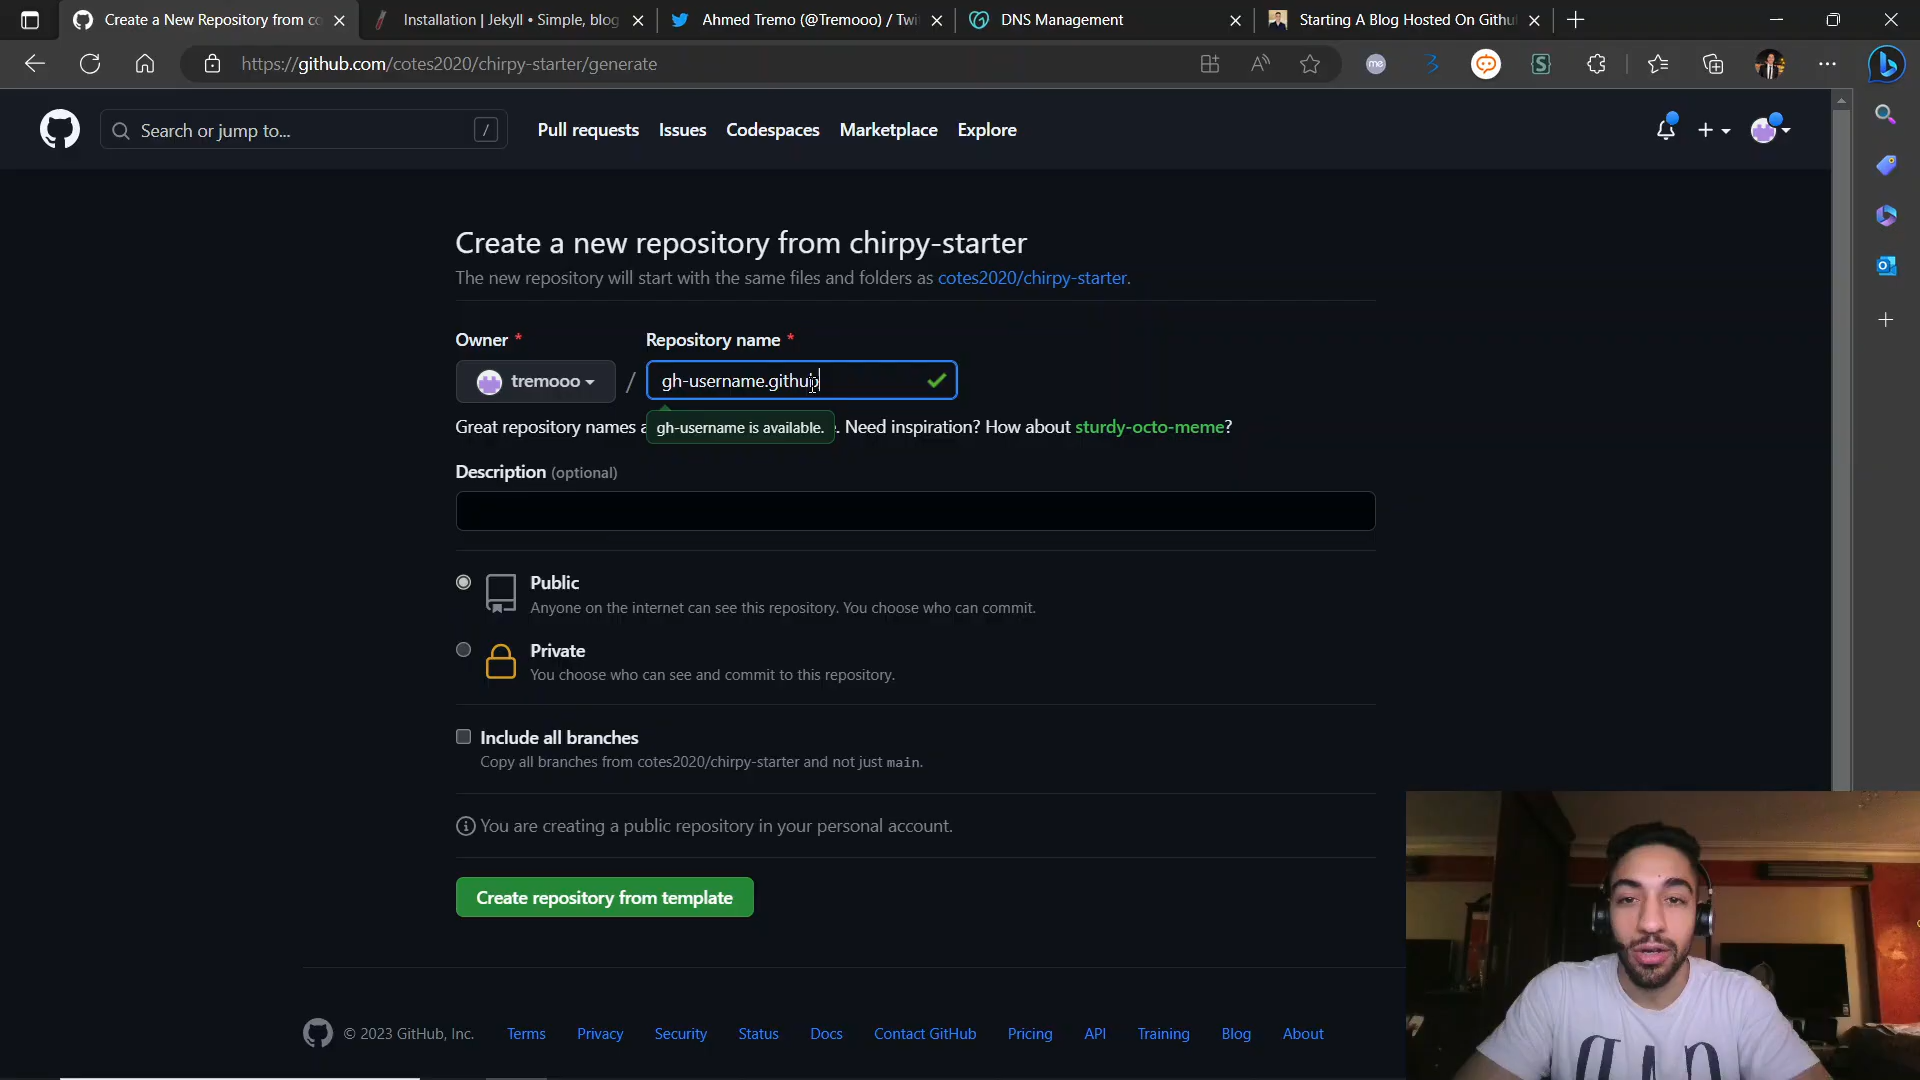 Create a New Repository from co
Installation | Jekyll • Simple, blog
Ahmed Tremo (@Tremooo) / Twi
DNS Management
Starting A Blog Hosted On Githu
https://github.com/cotes2020/chirpy-starter/generate
Search or jump to...
/
Pull requests
Issues
Codespaces
Marketplace
Explore
Create a new repository from chirpy-starter
The new repository will start with the same files and folders as cotes2020/chirpy-starter.
Owner *
Repository name *
tremooo
/
gh-username.github
Great repository names a
gh-username is available.
. Need inspiration? How about sturdy-octo-meme?
Description (optional)
Public
Anyone on the internet can see this repository. You choose who can commit.
Private
You choose who can see and commit to this repository.
Include all branches
Copy all branches from cotes2020/chirpy-starter and not just main.
You are creating a public repository in your personal account.
Create repository from template
© 2023 GitHub, Inc.
Terms
Privacy
Security
Status
Docs
Contact GitHub
Pricing
API
Training
Blog
About